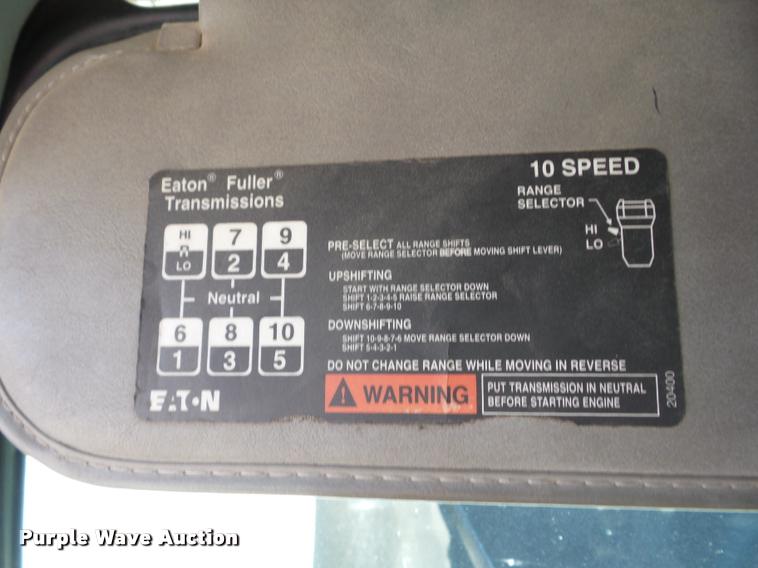 Eaton® Fuller®
Transmissions
10 SPEED
RANGE
SELECTOR
HI
LO
HI
R
LO
7
2
9
4
Neutral
6
1
8
3
10
5
PRE-SELECT ALL RANGE SHIFTS
(MOVE RANGE SELECTOR BEFORE MOVING SHIFT LEVER)
UPSHIFTING
START WITH RANGE SELECTOR DOWN
SHIFT 1-2-3-4-5 RAISE RANGE SELECTOR
SHIFT 6-7-8-9-10
DOWNSHIFTING
SHIFT 10-9-8-7-6 MOVE RANGE SELECTOR DOWN
SHIFT 5-4-3-2-1
DO NOT CHANGE RANGE WHILE MOVING IN REVERSE
WARNING
PUT TRANSMISSION IN NEUTRAL
BEFORE STARTING ENGINE
EATON
20400
Purple Wave Auction